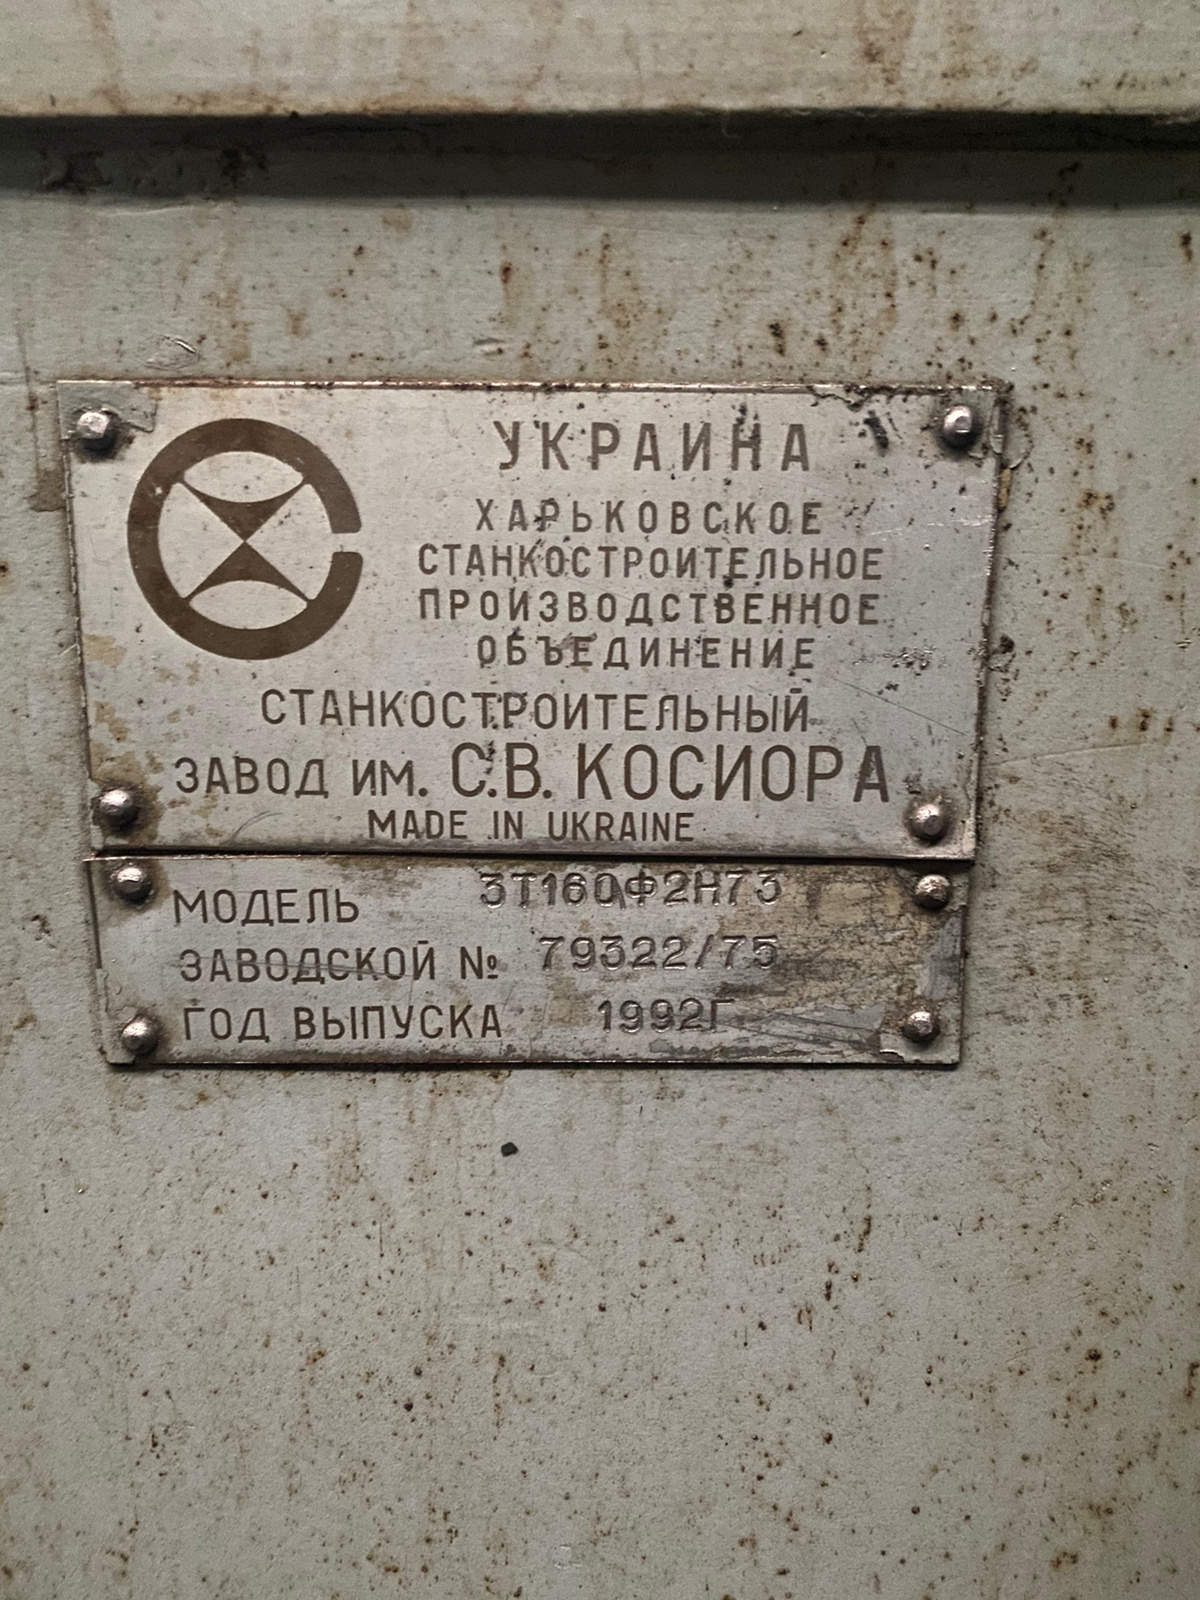 УКРАИНА
ХАРЬКОВСКОЕ
СТАНКОСТРОИТЕЛЬНОЕ
ПРОИЗВОДСТВЕННОЕ
ОБЪЕДИНЕНИЕ
СТАНКОСТРОИТЕЛЬНЫЙ
ЗАВОД ИМ. С.В. КОСИОРА
MADE IN UKRAINE
МОДЕЛЬ 3Т160Ф2Н73
ЗАВОДСКОЙ № 79322/75
ГОД ВЫПУСКА 1992Г